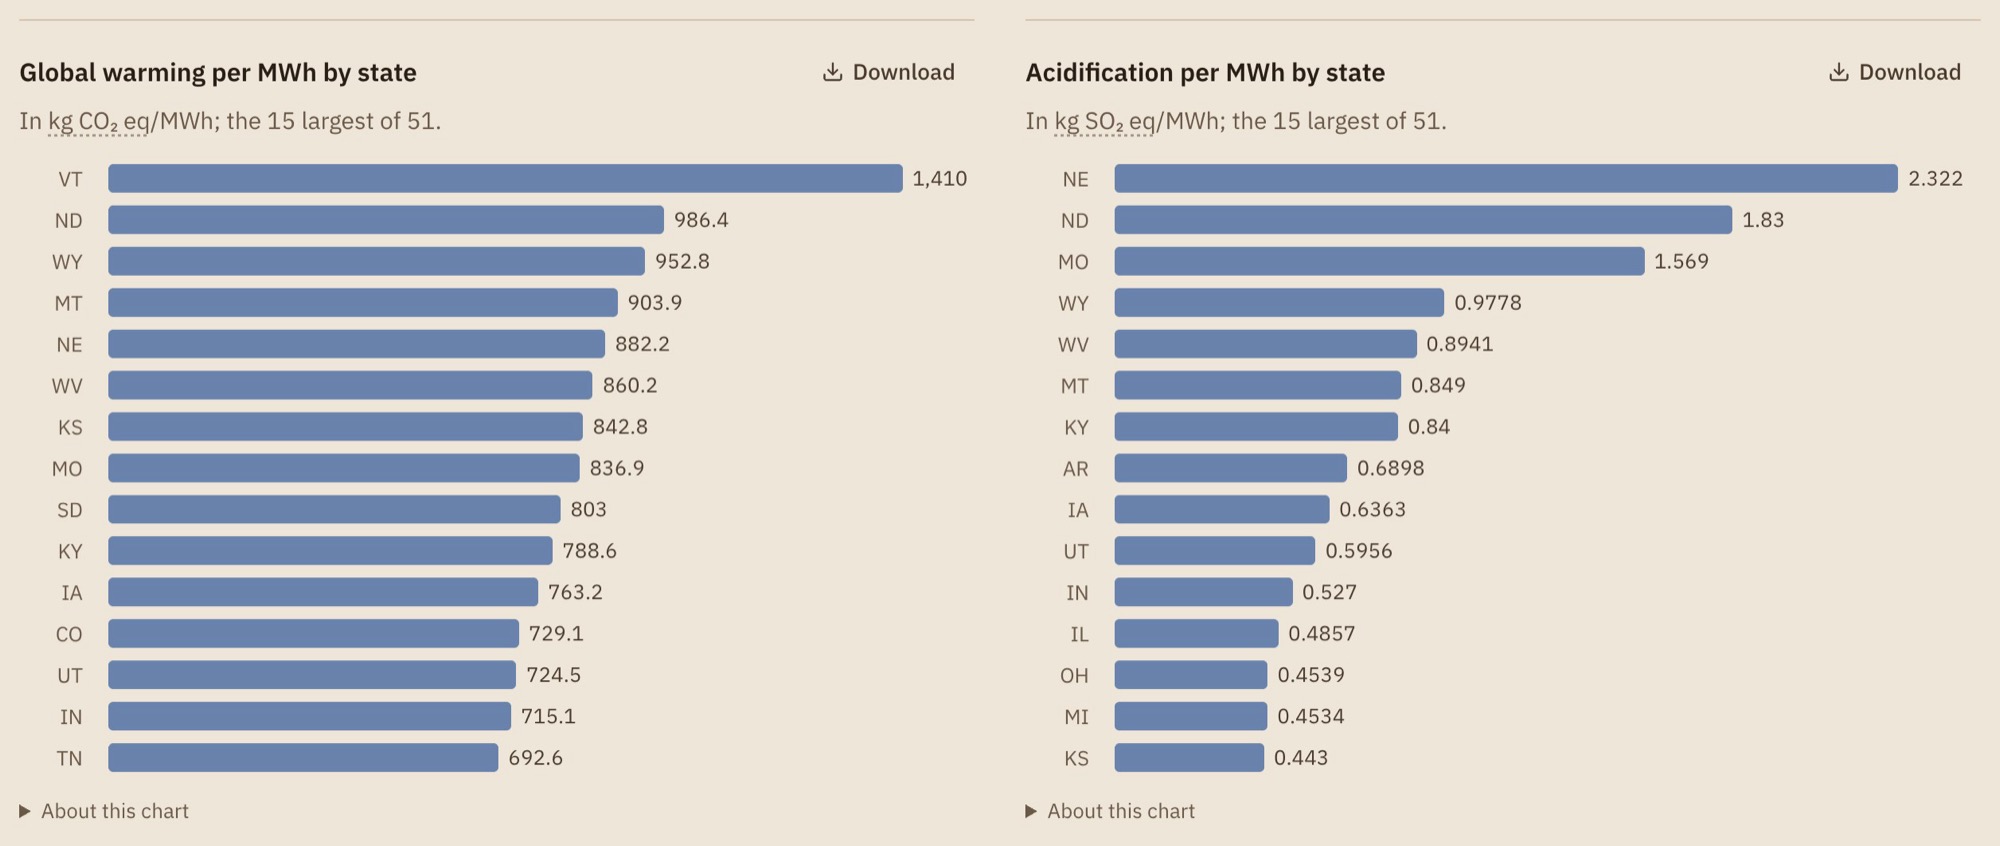 Global warming per MWh by state
Download
In kg CO₂ eq/MWh; the 15 largest of 51.
VT 1,410
ND 986.4
WY 952.8
MT 903.9
NE 882.2
WV 860.2
KS 842.8
MO 836.9
SD 803
KY 788.6
IA 763.2
CO 729.1
UT 724.5
IN 715.1
TN 692.6
About this chart
Acidification per MWh by state
Download
In kg SO₂ eq/MWh; the 15 largest of 51.
NE 2.322
ND 1.83
MO 1.569
WY 0.9778
WV 0.8941
MT 0.849
KY 0.84
AR 0.6898
IA 0.6363
UT 0.5956
IN 0.527
IL 0.4857
OH 0.4539
MI 0.4534
KS 0.443
About this chart